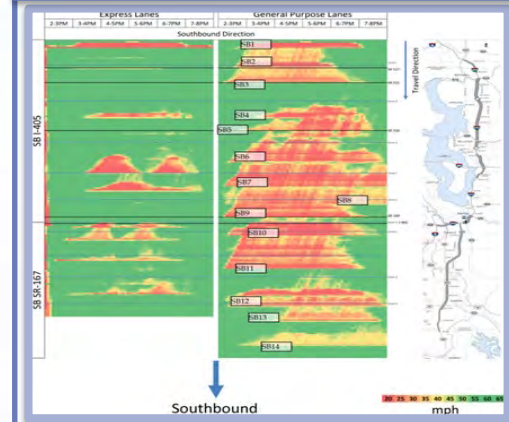 Express Lanes General Purpose Lanes
2-3PM 3-4PM 4-5PM 5-6PM 6-7PM 7-8PM 2-3PM 3-4PM 4-5PM 5-6PM 6-7PM 7-8PM
Southbound Direction
SB I-405
SB SR-167
SB1
SB2
SB3
SB4
SB5
SB6
SB7
SB8
SB9
SB10
SB11
SB12
SB13
SB14
Travel Direction
Southbound
20 25 30 35 40 45 50 55 60 65
mph